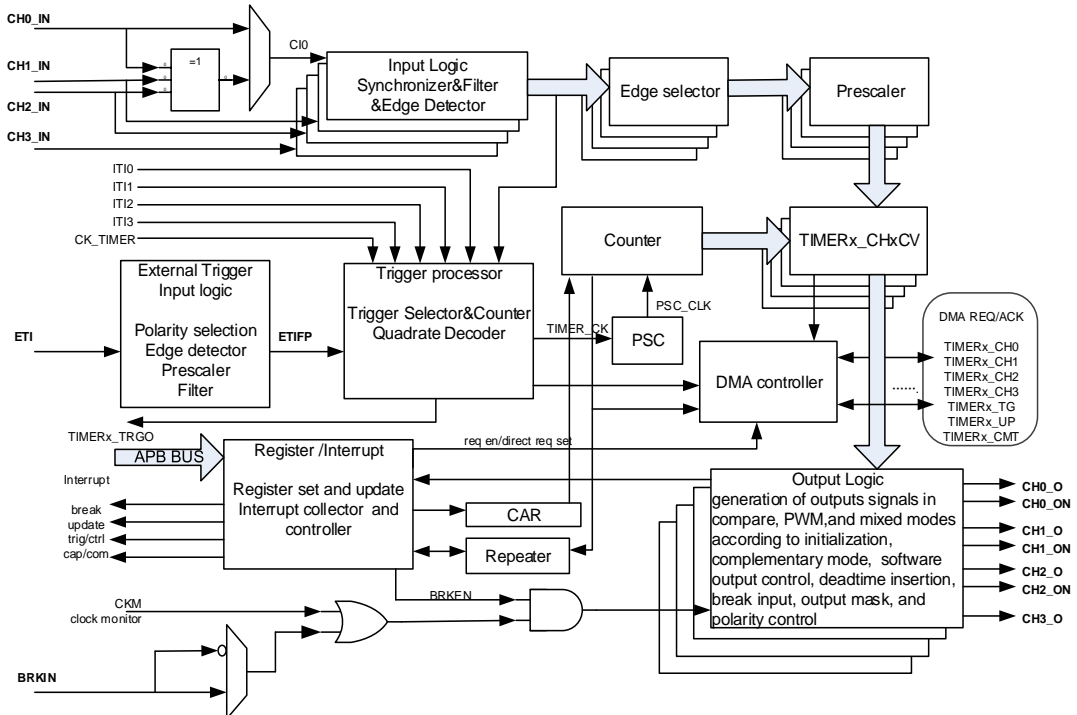 CH0_IN
CI0
CH1_IN
=1
CH2_IN
CH3_IN
Input Logic
Synchronizer&Filter
&Edge Detector
Edge selector
Prescaler
ITI0
ITI1
ITI2
ITI3
CK_TIMER
Counter
TIMERx_CHxCV
External Trigger
Input logic
Polarity selection
Edge detector
Prescaler
Filter
Trigger processor
Trigger Selector&Counter
Quadrate Decoder
ETI
ETIFP
TIMER_CK
PSC_CLK
PSC
DMA controller
DMA REQ/ACK
TIMERx_CH0
TIMERx_CH1
TIMERx_CH2
TIMERx_CH3
TIMERx_TG
TIMERx_UP
TIMERx_CMT
…….
TIMERx_TRGO
APB BUS
req en/direct req set
Register /Interrupt
Register set and update
Interrupt collector and
controller
Interrupt
break
update
trig/ctrl
cap/com
CAR
Repeater
Output Logic
generation of outputs signals in
compare, PWM,and mixed modes
according to initialization,
complementary mode, software
output control, deadtime insertion,
break input, output mask, and
polarity control
CH0_O
CH0_ON
CH1_O
CH1_ON
CH2_O
CH2_ON
CH3_O
BRKEN
CKM
clock monitor
BRKIN